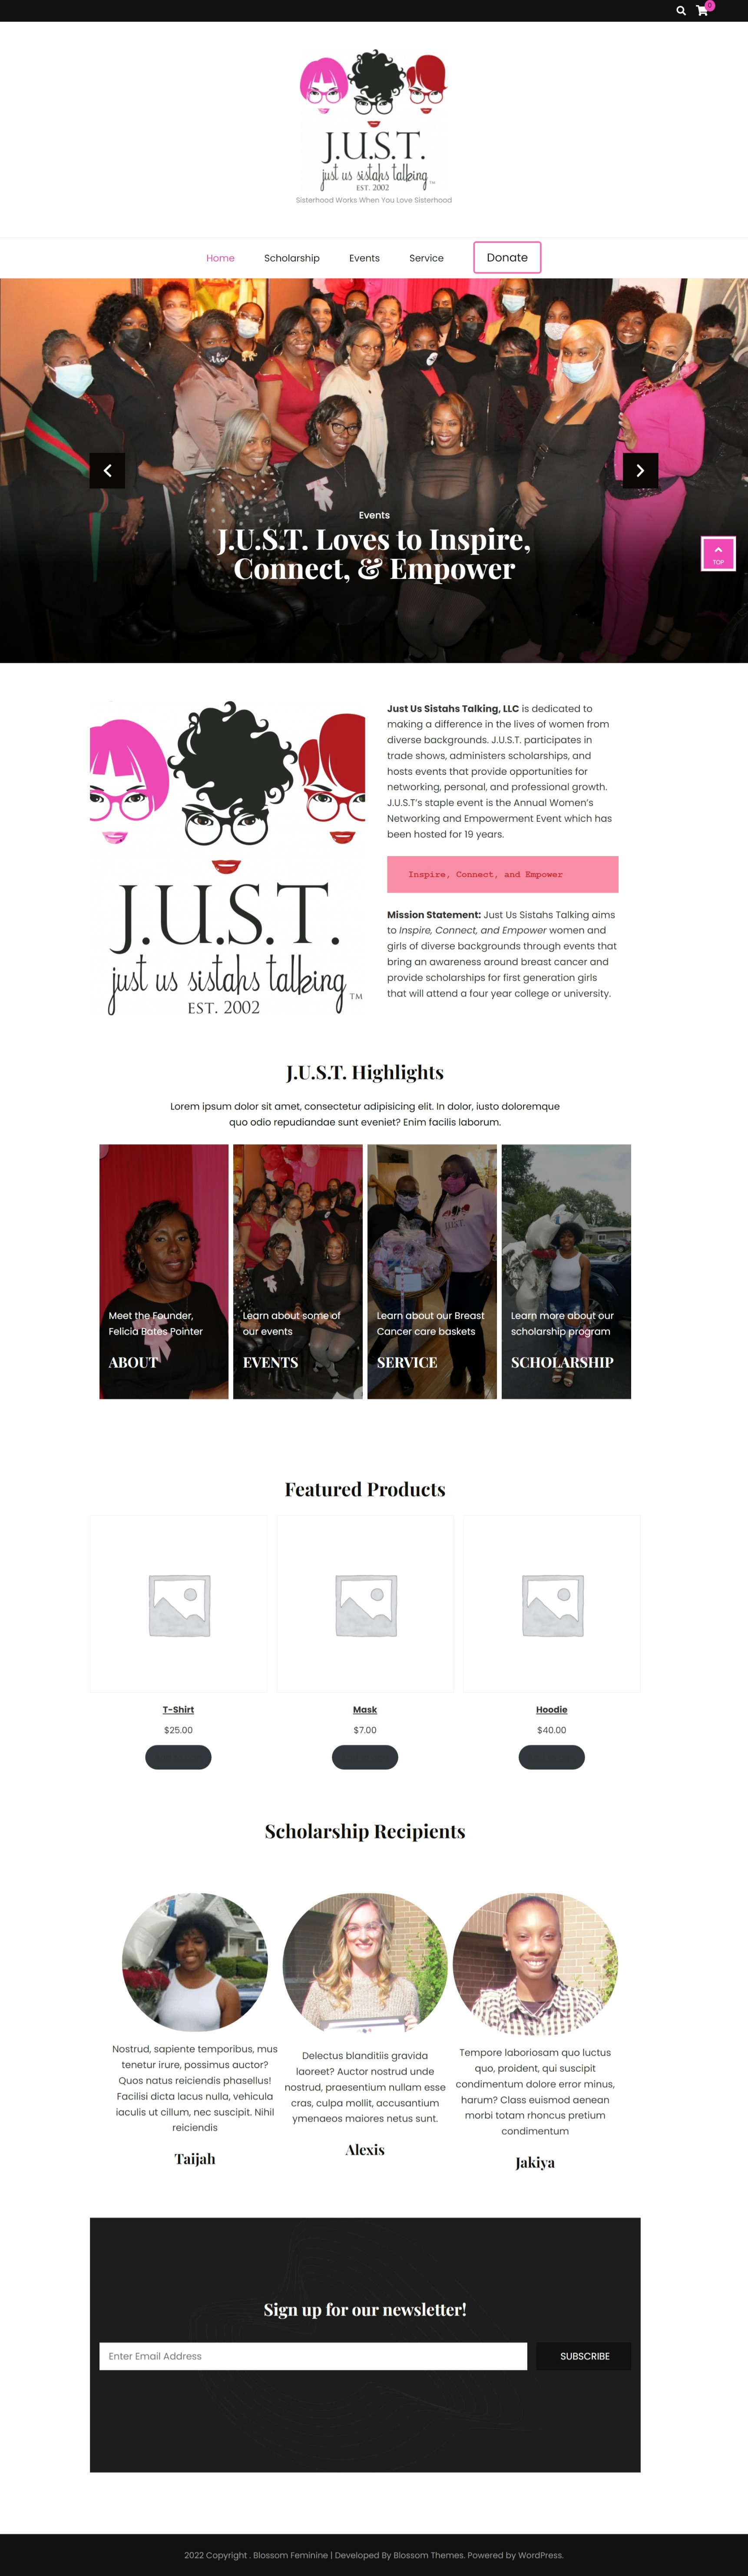 0
J.U.S.T.
just us sistahs talking
TM
EST. 2002
Sisterhood Works When You Love Sisterhood
Home
Scholarship
Events
Service
Donate
Events
J.U.S.T. Loves to Inspire,
Connect, & Empower
TOP
J.U.S.T.
just us sistahs talking
TM
EST. 2002
Just Us Sistahs Talking, LLC is dedicated to
making a difference in the lives of women from
diverse backgrounds. J.U.S.T. participates in
trade shows, administers scholarships, and
hosts events that provide opportunities for
networking, personal, and professional growth.
J.U.S.T's staple event is the Annual Women's
Networking and Empowerment Event which has
been hosted for 19 years.
Inspire, Connect, and Empower
Mission Statement: Just Us Sistahs Talking aims
to Inspire, Connect, and Empower women and
girls of diverse backgrounds through events that
bring an awareness around breast cancer and
provide scholarships for first generation girls
that will attend a four year college or university.
J.U.S.T. Highlights
Lorem ipsum dolor sit amet, consectetur adipisicing elit. In dolor, iusto doloremque
quo odio repudiandae sunt eveniet? Enim facilis laborum.
Meet the Founder,
Felicia Bates Pointer
ABOUT
Learn about some of
our events
EVENTS
Learn about our Breast
Cancer care baskets
SERVICE
Learn more about our
scholarship program
SCHOLARSHIP
Featured Products
T-Shirt
$25.00
Mask
$7.00
Hoodie
$40.00
Scholarship Recipients
Nostrud, sapiente temporibus, mus
tenetur irure, possimus auctor?
Quos natus reiciendis phasellus!
Facilisi dicta lacus nulla, vehicula
iaculis ut cillum, nec suscipit. Nihil
reiciendis
Taijah
Delectus blanditiis gravida
laoreet? Auctor nostrud unde
nostrud, praesentium nullam esse
cras, culpa mollit, accusantium
ymenaeos maiores netus sunt.
Alexis
Tempore laboriosam quo luctus
quo, proident, qui suscipit
condimentum dolore error minus,
harum? Class euismod aenean
morbi totam rhoncus pretium
condimentum
Jakiya
Sign up for our newsletter!
Enter Email Address
SUBSCRIBE
2022 Copyright . Blossom Feminine | Developed By Blossom Themes. Powered by WordPress.